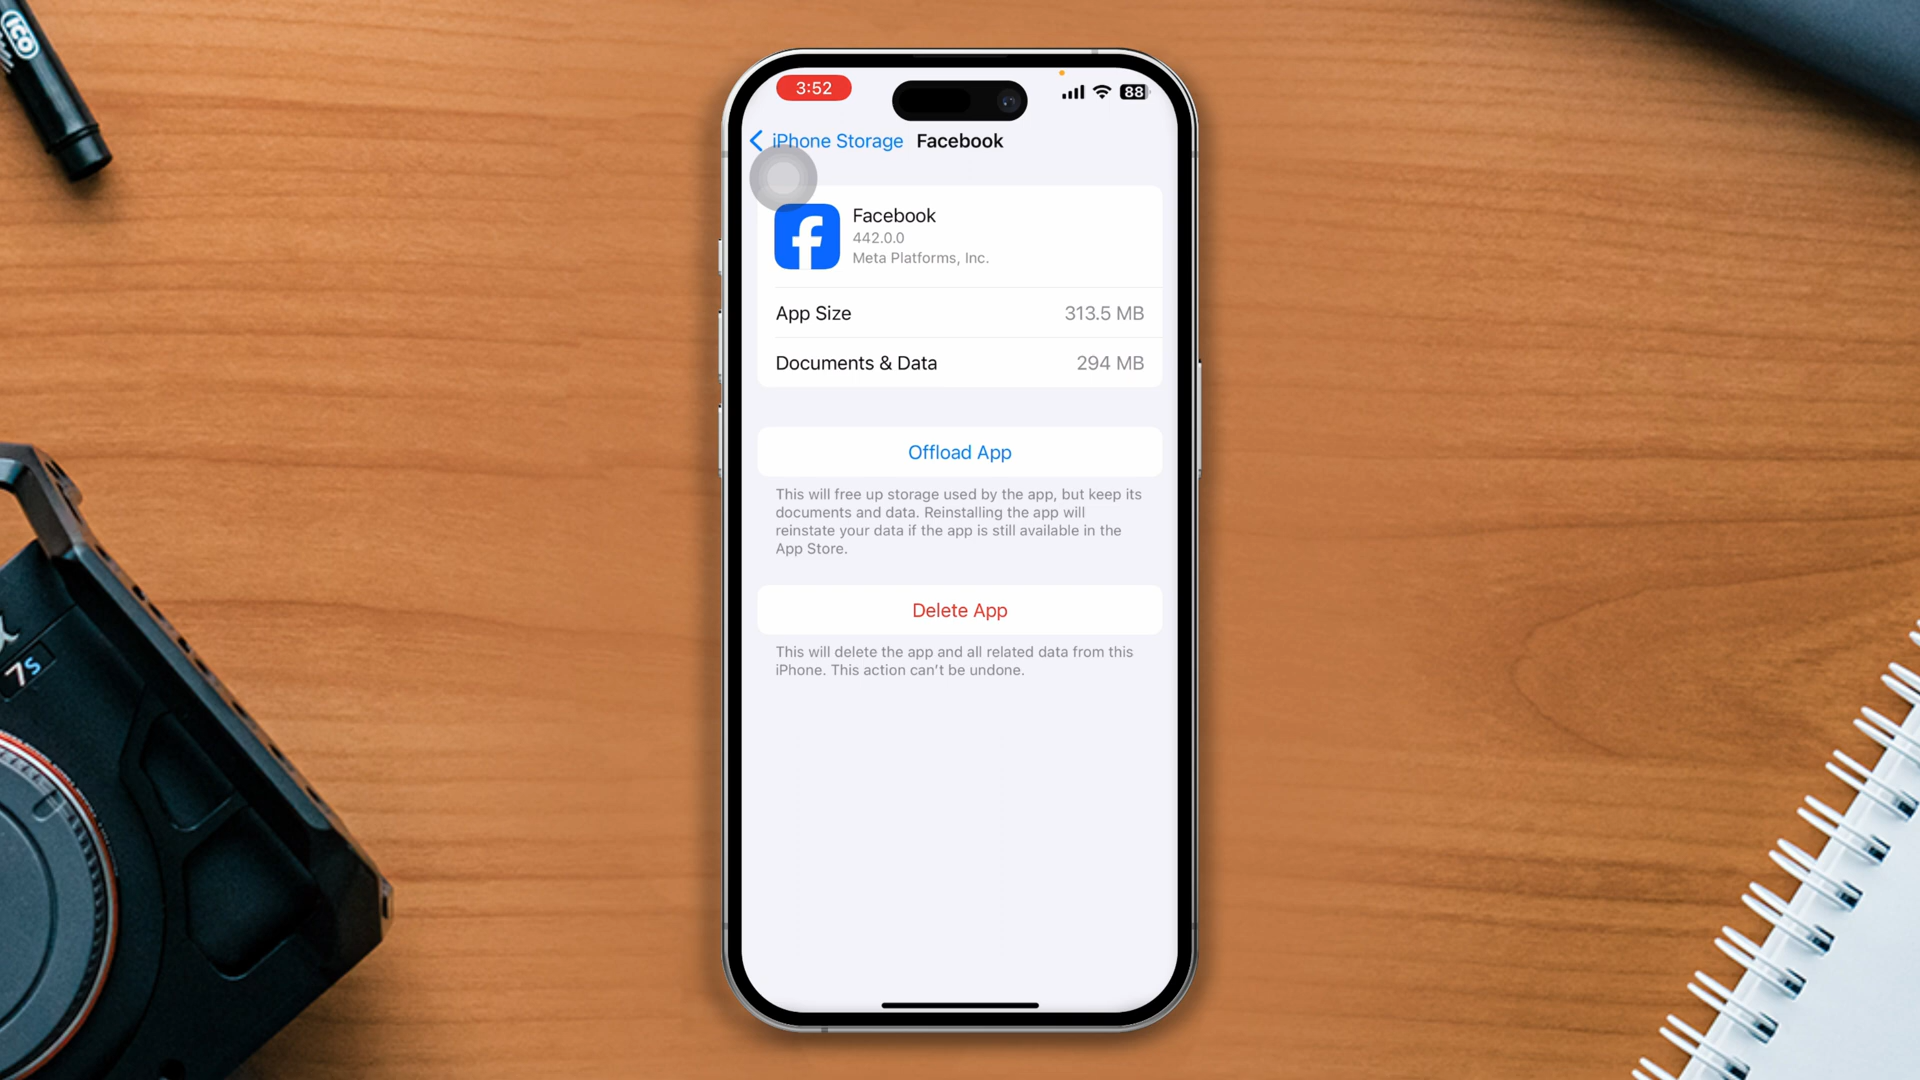 ico
3:52
88
iPhone Storage Facebook
Facebook
442.0.0
Meta Platforms, Inc.
App Size 313.5 MB
Documents & Data 294 MB
Offload App
This will free up storage used by the app, but keep its
documents and data. Reinstalling the app will
reinstate your data if the app is still available in the
App Store.
Delete App
This will delete the app and all related data from this
iPhone. This action can't be undone.
7s